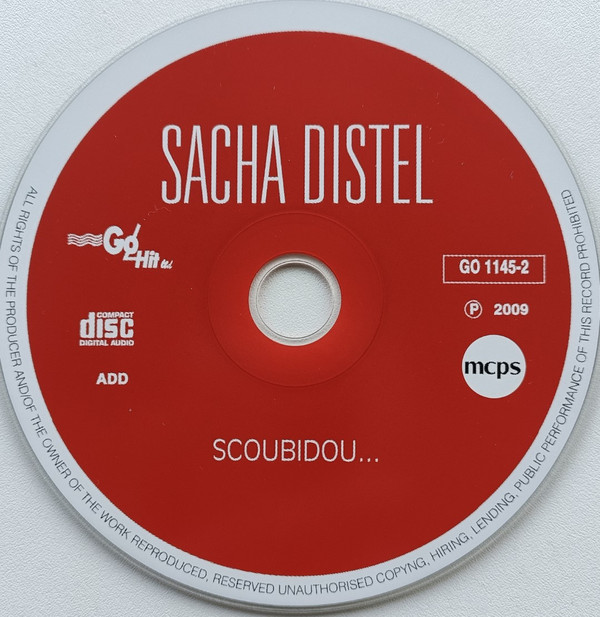 SACHA DISTEL
Go!
Hit Ltd.
GO 1145-2
COMPACT
disc
DIGITAL AUDIO
℗ 2009
ADD
mcps
SCOUBIDOU...
ALL RIGHTS OF THE PRODUCER AND/OF THE OWNER OF THE WORK REPRODUCED, RESERVED UNAUTHORISED COPYNG, HIRING, LENDING, PUBLIC PERFORMANCE OF THIS RECORD PROHIBITED